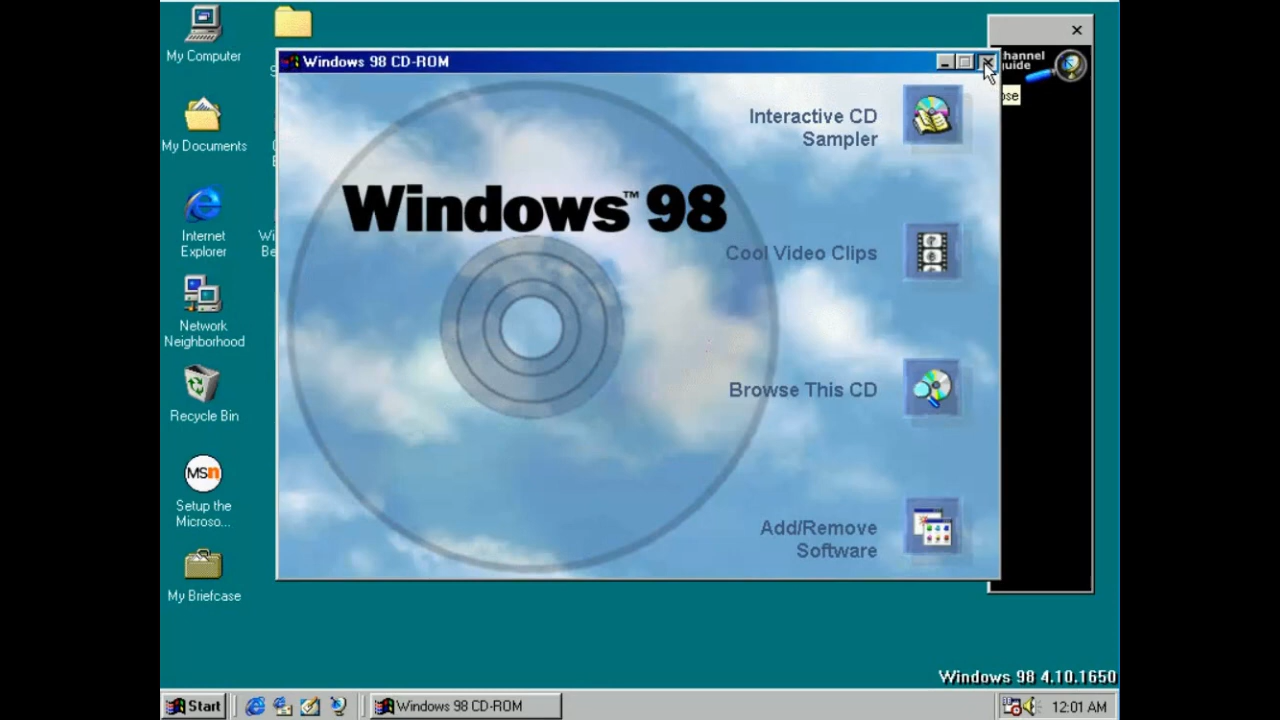 My Computer
My Documents
Internet
Explorer
Network
Neighborhood
Recycle Bin
MSN
Setup the
Microso...
My Briefcase
Windows 98 CD-ROM
Interactive CD
Sampler
Windows™ 98
Cool Video Clips
Browse This CD
Add/Remove
Software
Windows 98 4.10.1650
Start
Windows 98 CD-ROM
12:01 AM